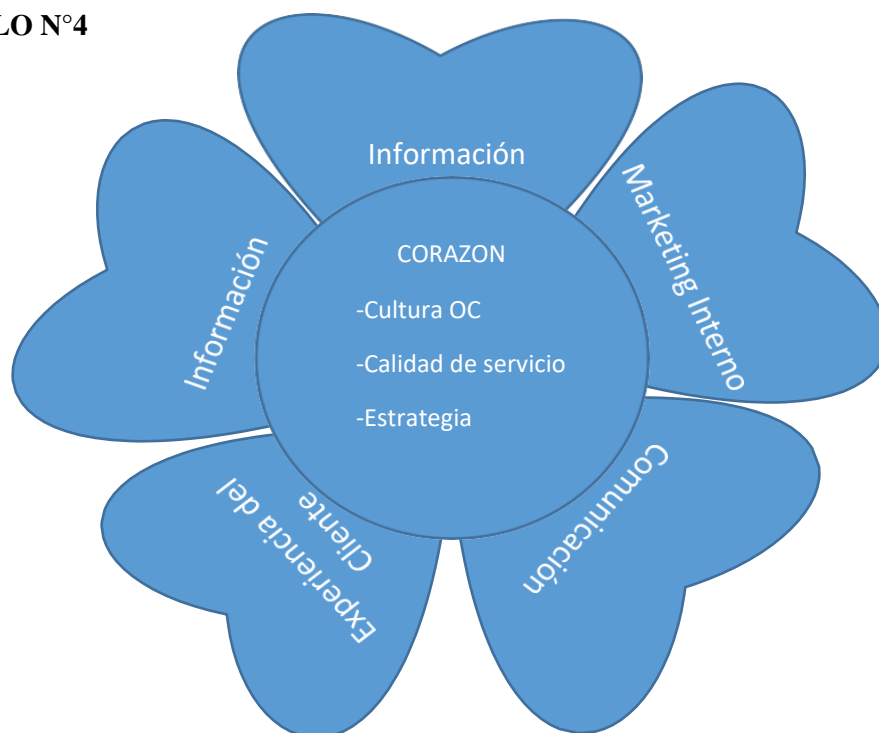 LO N°4
Información
Marketing Interno
Información
CORAZON
-Cultura OC
-Calidad de servicio
-Estrategia
Comunicación
Experiencia del
Cliente